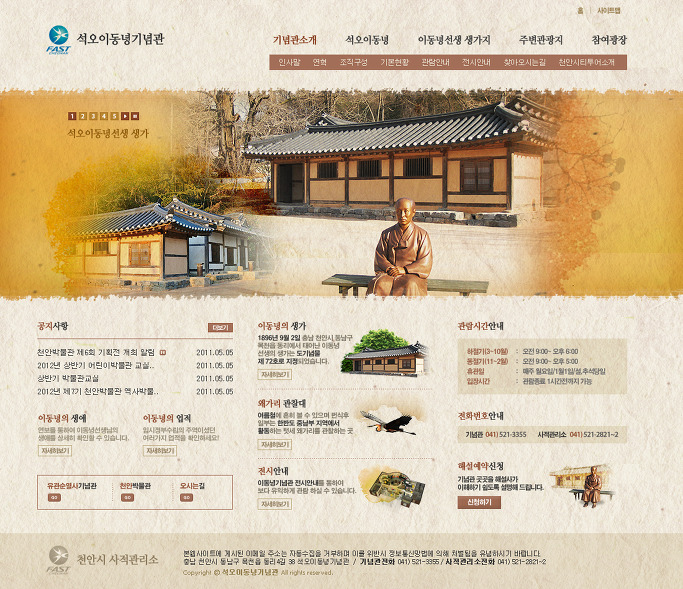 홈 사이트맵
FAST
석오이동녕기념관
기념관소개 석오이동녕 이동녕선생 생가지 주변관광지 참여광장
인사말 연혁 조직구성 기본현황 관람안내 전시안내 찾아오시는길 천안시티투어소개
1 2 3 4 5
석오이동녕선생 생가
공지사항 더보기
천안박물관 제6회 기획전 개최 알림 2011.05.05
2012년 상반기 어린이박물관 교실.. 2011.05.05
상반기 박물관교실 2011.05.05
2012년 제7기 천안박물관 역사박물.. 2011.05.05
이동녕의 생애
면보를 통하여 이동녕선생님의
생애를 상세히 확인할 수 있습니다.
자세히보기
이동녕의 업적
임시정부수립의 주역이셨던
여러가지 업적을 확인하세요!
자세히보기
유관순열사기념관 천안박물관 오시는길
GO GO GO
이동녕의 생가
1896년 9월 2일 충남 천안시,동남구
목천읍 동리에서 태어난 이동녕
선생의 생가는 도기념물
제 72호로 지정되었습니다.
자세히보기
왜가리 관찰대
여름철에 흔히 볼 수 있으며 번식후
일부는 한반도 중남부 지역에서
활동하는 텃새 왜가리를 관찰하는 곳.
자세히보기
전시안내
이동녕기념관 전시안내를 통하여
보다 유익하게 관람 하실 수 있습니다.
자세히보기
관람시간안내
하절기(3~10월) : 오전 9:00~ 오후 6:00
동절기(11~2월) : 오전 9:00~ 오후 5:00
휴관일 : 매주 월요일/1월1일/설,추석당일
입장시간 : 관람종료 1시간전까지 가능
전화번호안내
기념관 041) 521-3355 사적관리소 041) 521-2821~2
해설예약신청
기념관 곳곳을 해설사가
이해하기 쉽도록 설명해 드립니다.
신청하기
FAST
천안시 사적관리소
본웹사이트에 게시된 이메일 주소는 자동수집을 거부하며 이를 위반시 정보통신망법에 의해 처벌됨을 유념하시기 바랍니다.
충남 천안시 동남구 목천읍 동리4길 38 석오이동녕기념관 / 기념관전화 041) 521-3355 / 사적관리소전화 041) 521-2821~2
Copyright © 석오이동녕기념관 All rights reserved.